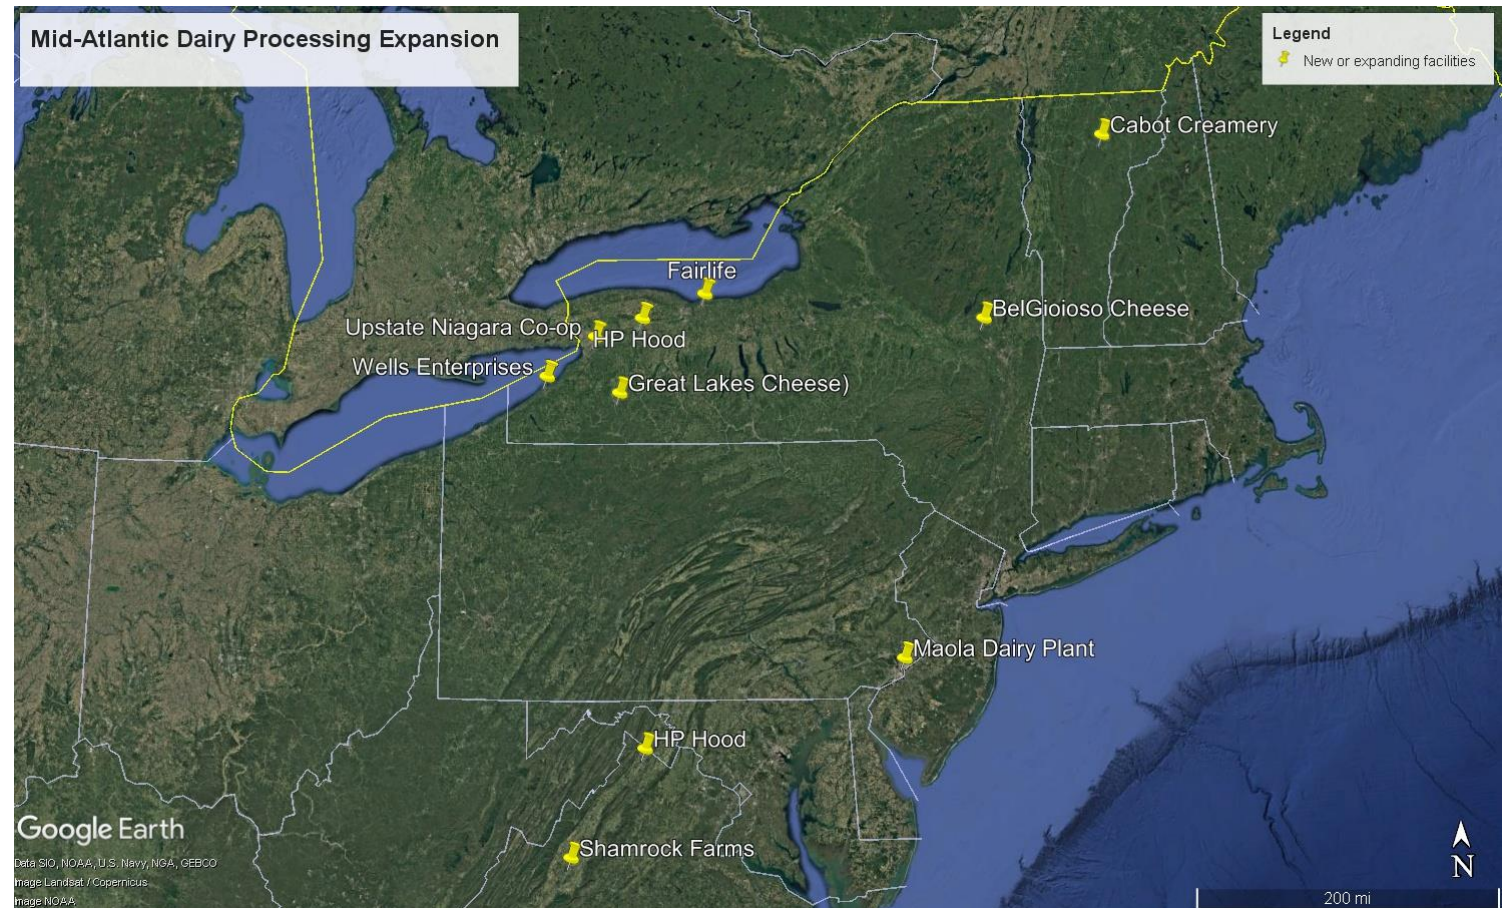 Mid-Atlantic Dairy Processing Expansion
Legend
New or expanding facilities
Cabot Creamery
Fairlife
BelGioioso Cheese
Upstate Niagara Co-op
HP Hood
Wells Enterprises
Great Lakes Cheese)
Maola Dairy Plant
HP Hood
Shamrock Farms
Google Earth
Data SIO, NOAA, U.S. Navy, NGA, GEBCO
Image Landsat / Copernicus
Image NOAA
N
200 mi